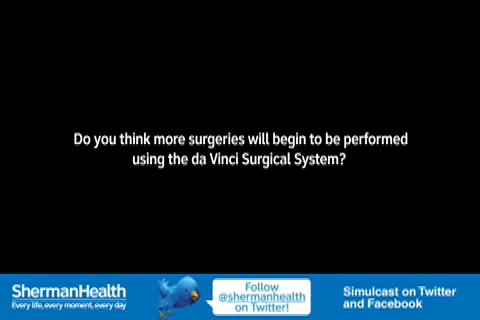 Do you think more surgeries will begin to be performed
using the da Vinci Surgical System?
ShermanHealth
Every life, every moment, every day
Follow
@shermanhealth
on Twitter!
Simulcast on Twitter
and Facebook